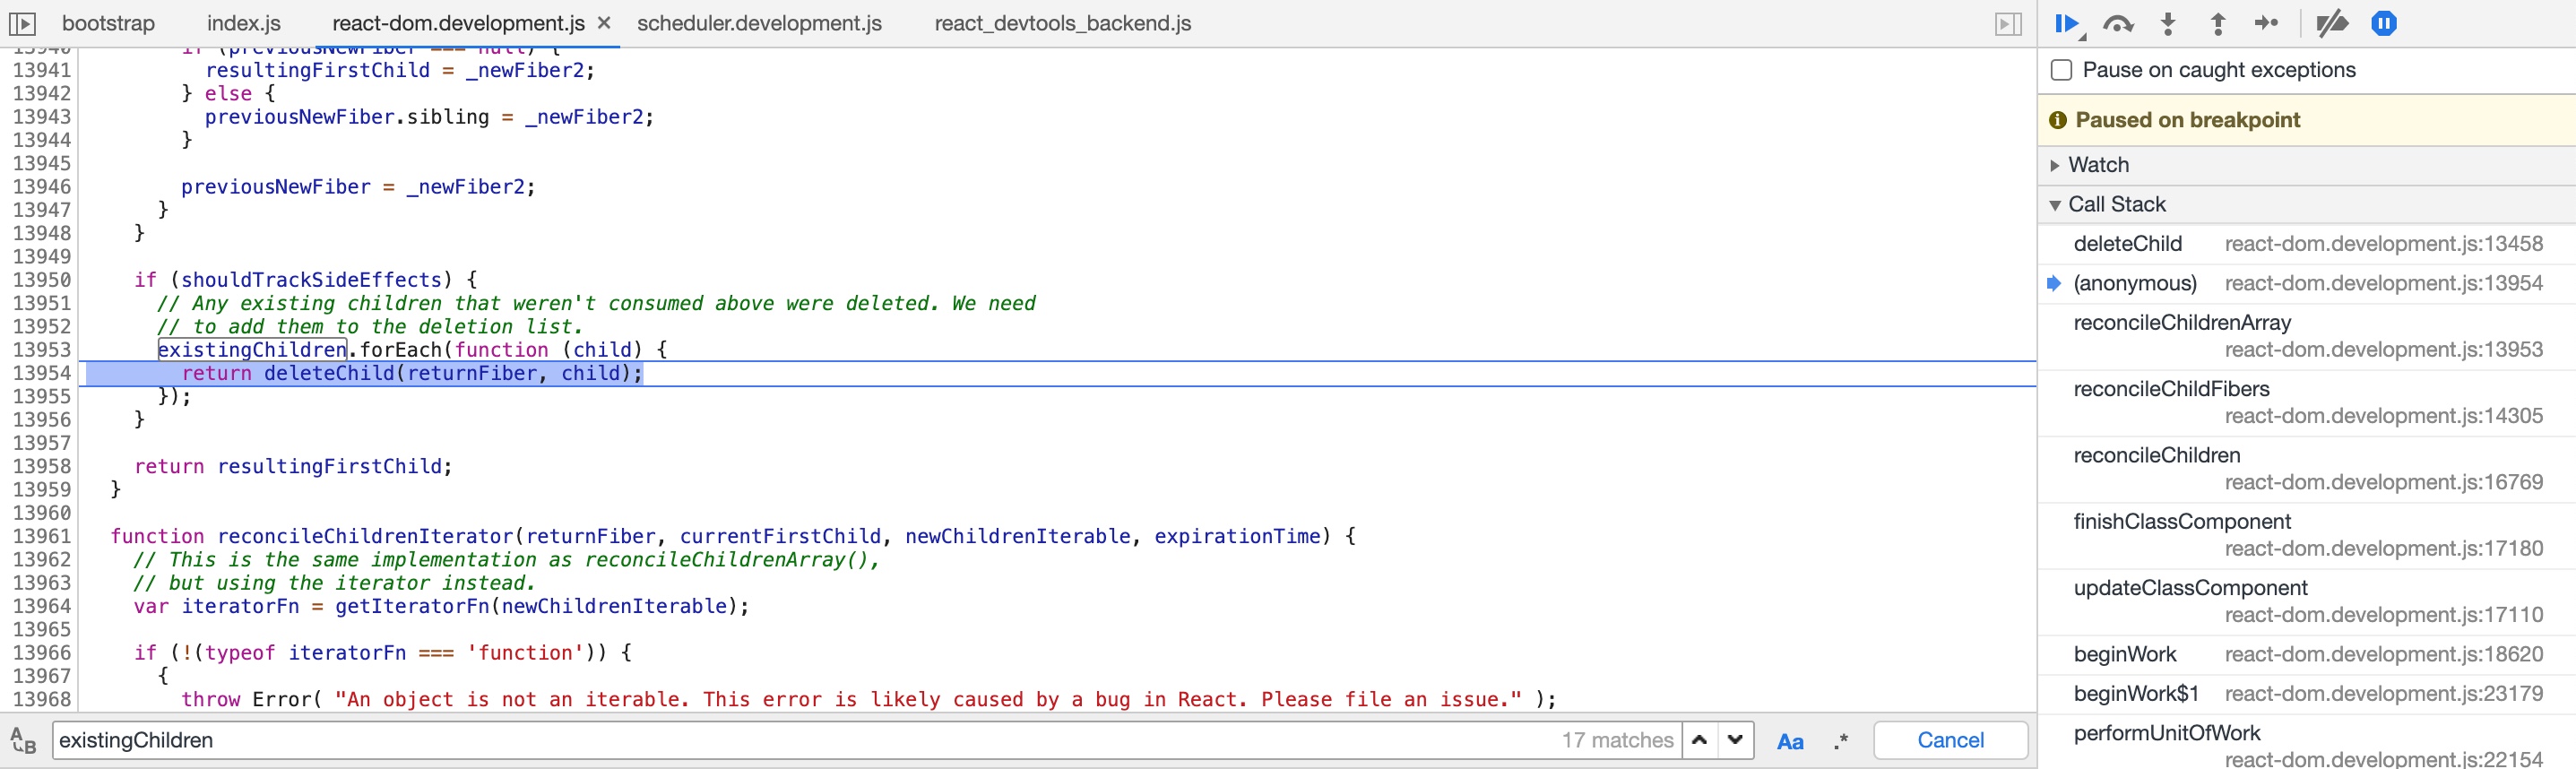 bootstrap index.js react-dom.development.js × scheduler.development.js react_devtools_backend.js
13940 if (previousNewFiber === null) {
13941 resultingFirstChild = _newFiber2;
13942 } else {
13943 previousNewFiber.sibling = _newFiber2;
13944 }
13945
13946 previousNewFiber = _newFiber2;
13947 }
13948 }
13949
13950 if (shouldTrackSideEffects) {
13951 // Any existing children that weren't consumed above were deleted. We need
13952 // to add them to the deletion list.
13953 existingChildren.forEach(function (child) {
13954 return deleteChild(returnFiber, child);
13955 });
13956 }
13957
13958 return resultingFirstChild;
13959 }
13960
13961 function reconcileChildrenIterator(returnFiber, currentFirstChild, newChildrenIterable, expirationTime) {
13962 // This is the same implementation as reconcileChildrenArray(),
13963 // but using the iterator instead.
13964 var iteratorFn = getIteratorFn(newChildrenIterable);
13965
13966 if (!(typeof iteratorFn === 'function')) {
13967 {
13968 throw Error( "An object is not an iterable. This error is likely caused by a bug in React. Please file an issue." );
A B existingChildren 17 matches Aa .* Cancel
Pause on caught exceptions
Paused on breakpoint
Watch
Call Stack
deleteChild react-dom.development.js:13458
(anonymous) react-dom.development.js:13954
reconcileChildrenArray
react-dom.development.js:13953
reconcileChildFibers
react-dom.development.js:14305
reconcileChildren
react-dom.development.js:16769
finishClassComponent
react-dom.development.js:17180
updateClassComponent
react-dom.development.js:17110
beginWork react-dom.development.js:18620
beginWork$1 react-dom.development.js:23179
performUnitOfWork
react-dom.development.js:22154